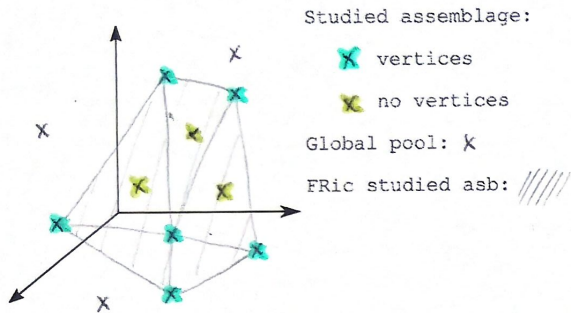 Studied assemblage:
vertices
no vertices
Global pool: x
FRic studied asb: